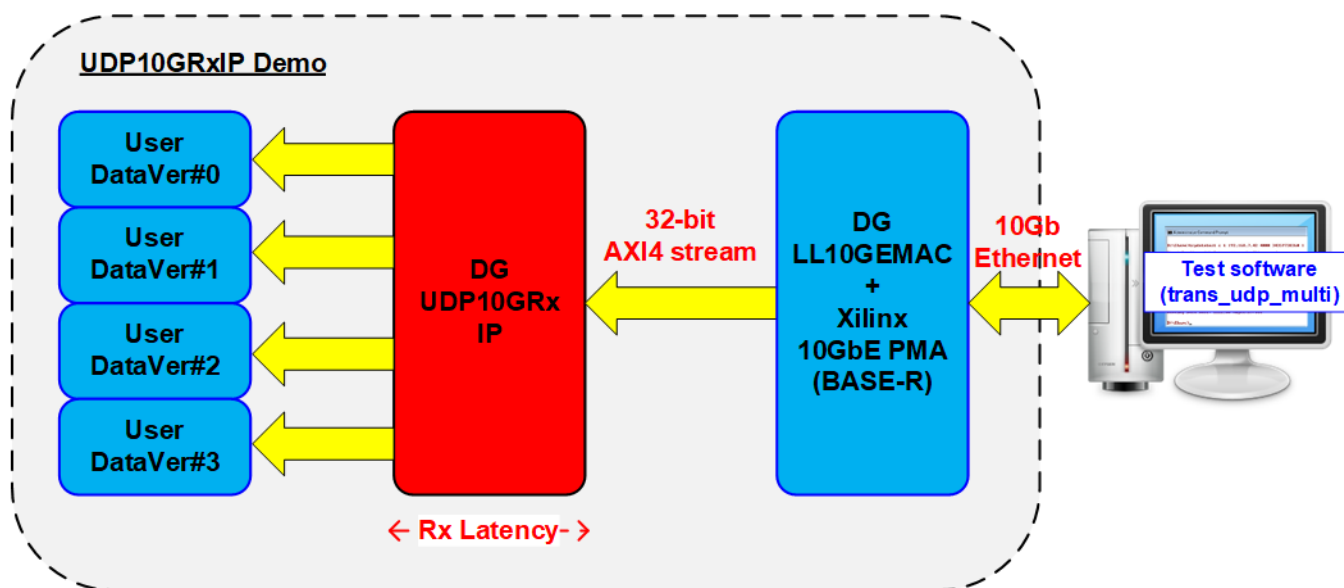 UDP10GRxIP Demo
User
DataVer#0
User
DataVer#1
User
DataVer#2
User
DataVer#3
DG
UDP10GRx
IP
← Rx Latency- →
32-bit
AXI4 stream
DG
LL10GEMAC
+
Xilinx
10GbE PMA
(BASE-R)
10Gb
Ethernet
Test software
(trans_udp_multi)